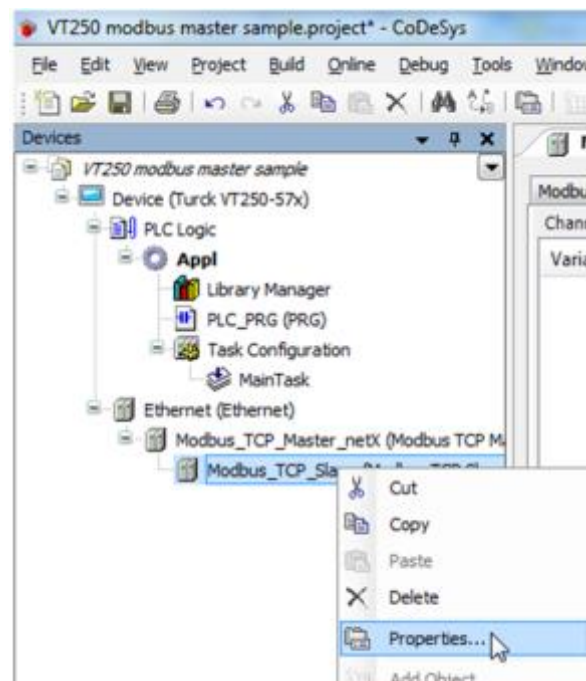 VT250 modbus master sample.project* - CoDeSys
File Edit View Project Build Online Debug Tools Window
Devices
VT250 modbus master sample
Device (Turck VT250-57x)
PLC Logic
Appl
Library Manager
PLC_PRG (PRG)
Task Configuration
MainTask
Ethernet (Ethernet)
Modbus_TCP_Master_netX (Modbus TCP M
Modbus_TCP_Sla
Cut
Copy
Paste
Delete
Properties...
Add Object
Modbu
Chann
Varia